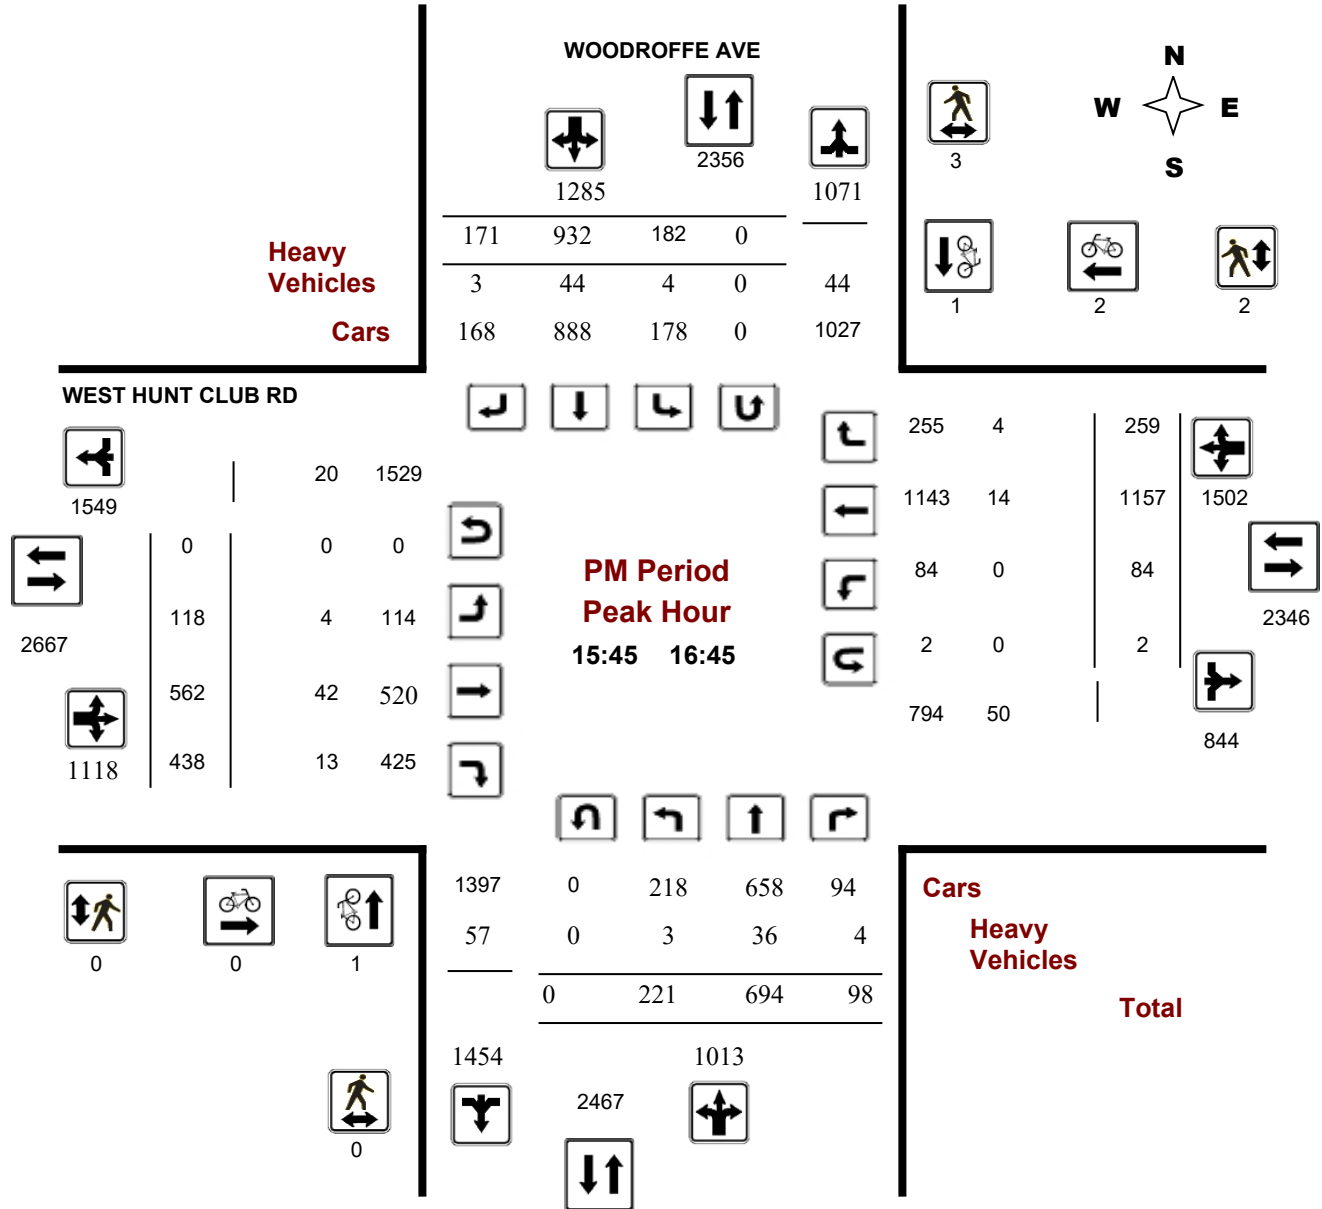 WOODROFFE AVE
N
W E
S
2356
3
1285
1071
171 932 182 0
Heavy
Vehicles
3 44 4 0 44
1 2 2
Cars
168 888 178 0 1027
WEST HUNT CLUB RD
255 4 259
20 1529
1549
1143 14 1157 1502
0 0 0
PM Period
84 0 84
118 4 114
Peak Hour
2346
2667
15:45 16:45
2 0 2
562 42 520
794 50
844
1118
438 13 425
1397 0 218 658 94
Cars
57 0 3 36 4
Heavy
Vehicles
0 0 1
0 221 694 98
Total
1454 1013
2467
0